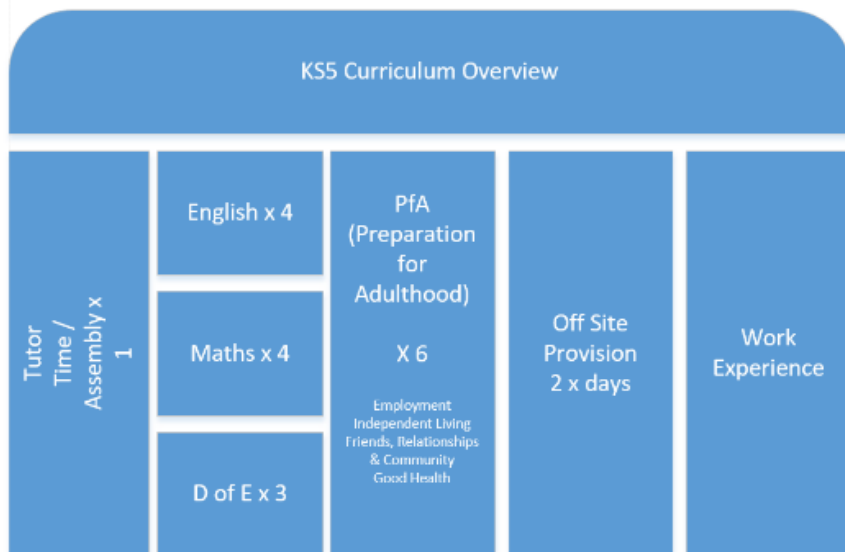 KS5 Curriculum Overview
Tutor
Time /
Assembly x
1
English x 4
Maths x 4
D of E x 3
PfA
(Preparation
for
Adulthood)
X 6
Employment
Independent Living
Friends, Relationships
& Community
Good Health
Off Site
Provision
2 x days
Work
Experience